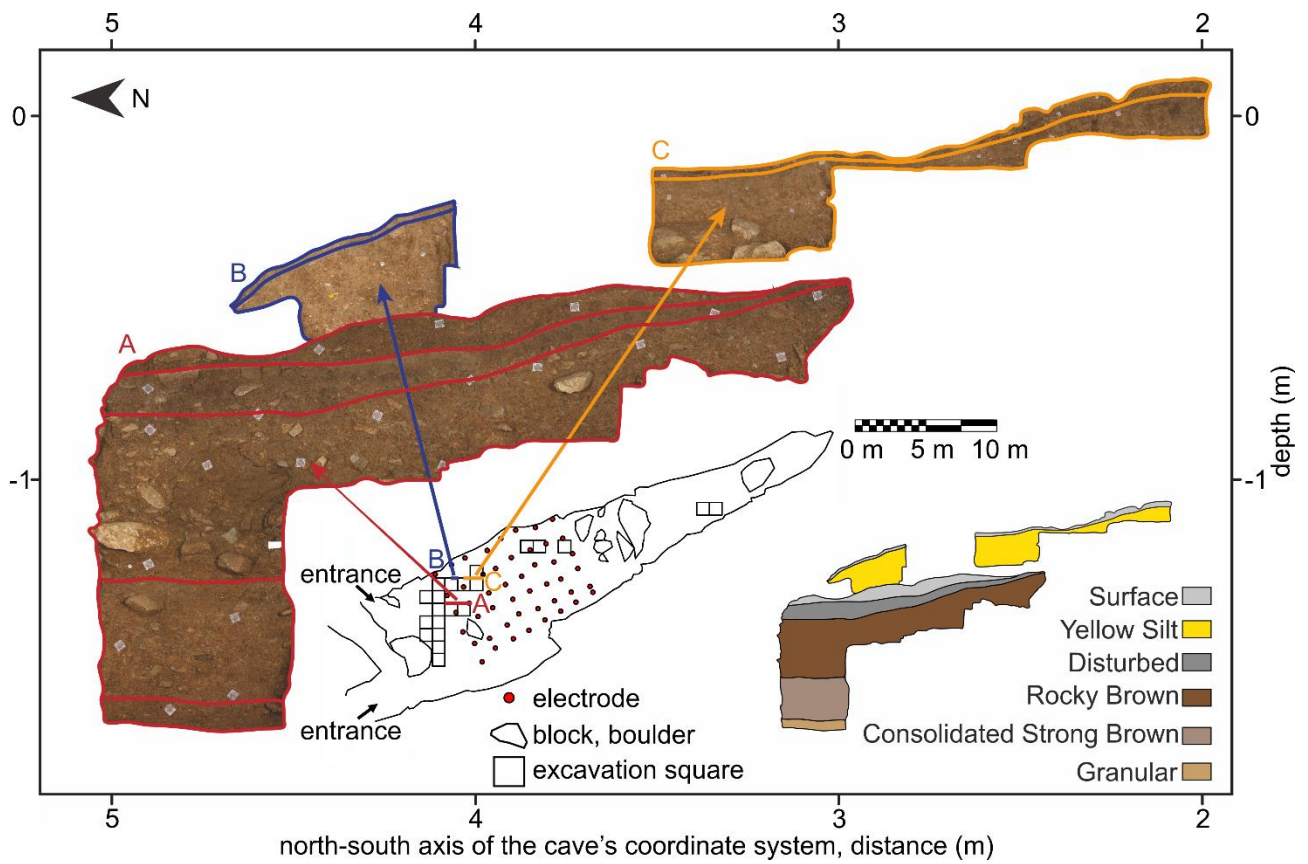 5 4 3 2
N
0 0
C
B
A
0 m 5 m 10 m
-1 -1
depth (m)
B
C
entrance
A
Surface
Yellow Silt
Disturbed
electrode
Rocky Brown
entrance
block, boulder
Consolidated Strong Brown
excavation square
Granular
5 4 3 2
north-south axis of the cave's coordinate system, distance (m)